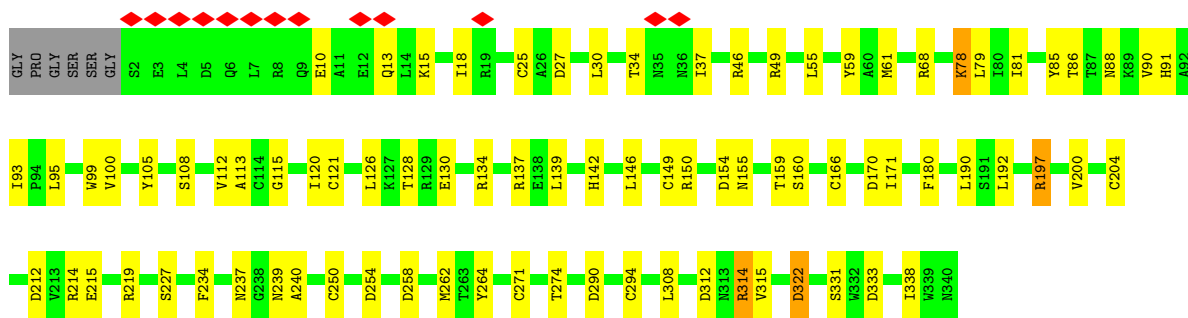 GLY PRO GLY SER SER GLY S2 E3 L4 D5 Q6 L7 R8 Q9 E10 A11 E12 Q13 L14 K15 I18 R19 C25 A26 D27 L30 T34 N35 N36 I37 R46 R49 L55 Y59 A60 M61 R68 K78 L79 I80 I81 Y85 T86 T87 N88 K89 V90 H91 A92
I93 P94 L95 W99 V100 Y105 S108 V112 A113 C114 G115 I120 C121 L126 K127 T128 R129 E130 R134 R137 E138 L139 H142 L146 C149 R150 D154 N155 T159 S160 C166 D170 I171 F180 L190 S191 L192 R197 V200 C204
D212 V213 R214 E215 R219 S227 F234 N237 G238 N239 A240 C250 D254 D258 M262 T263 Y264 C271 T274 D290 C294 L308 D312 N313 R314 V315 D322 S331 W332 D333 I338 W339 N340